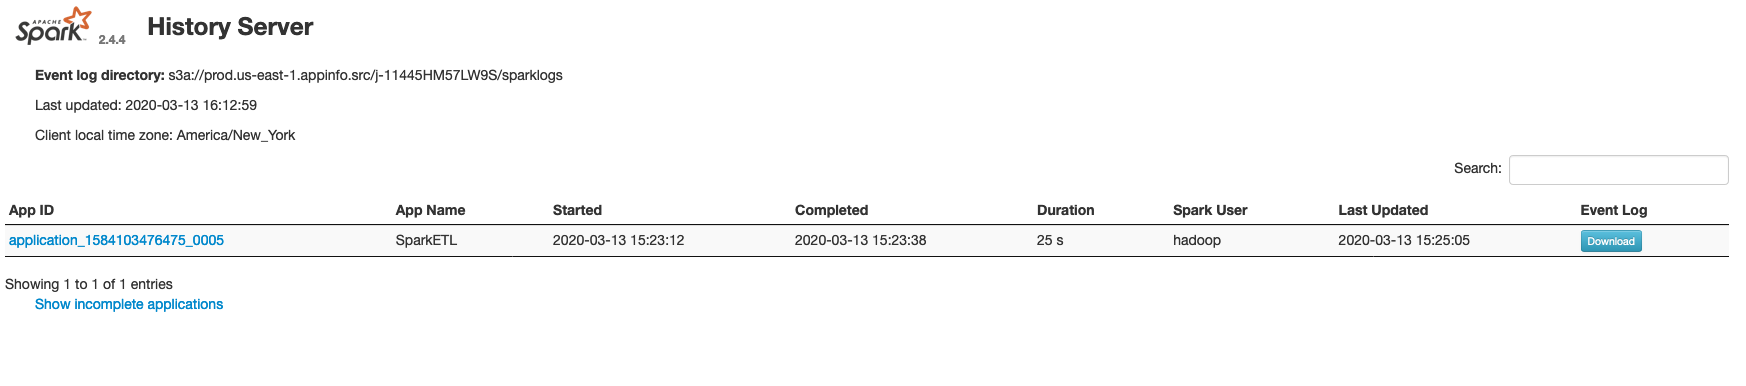 APACHE Spark 2.4.4 History Server
Event log directory: s3a://prod.us-east-1.appinfo.src/j-11445HM57LW9S/sparklogs
Last updated: 2020-03-13 16:12:59
Client local time zone: America/New_York
Search:
App ID App Name Started Completed Duration Spark User Last Updated Event Log
application_1584103476475_0005 SparkETL 2020-03-13 15:23:12 2020-03-13 15:23:38 25 s hadoop 2020-03-13 15:25:05 Download
Showing 1 to 1 of 1 entries
Show incomplete applications